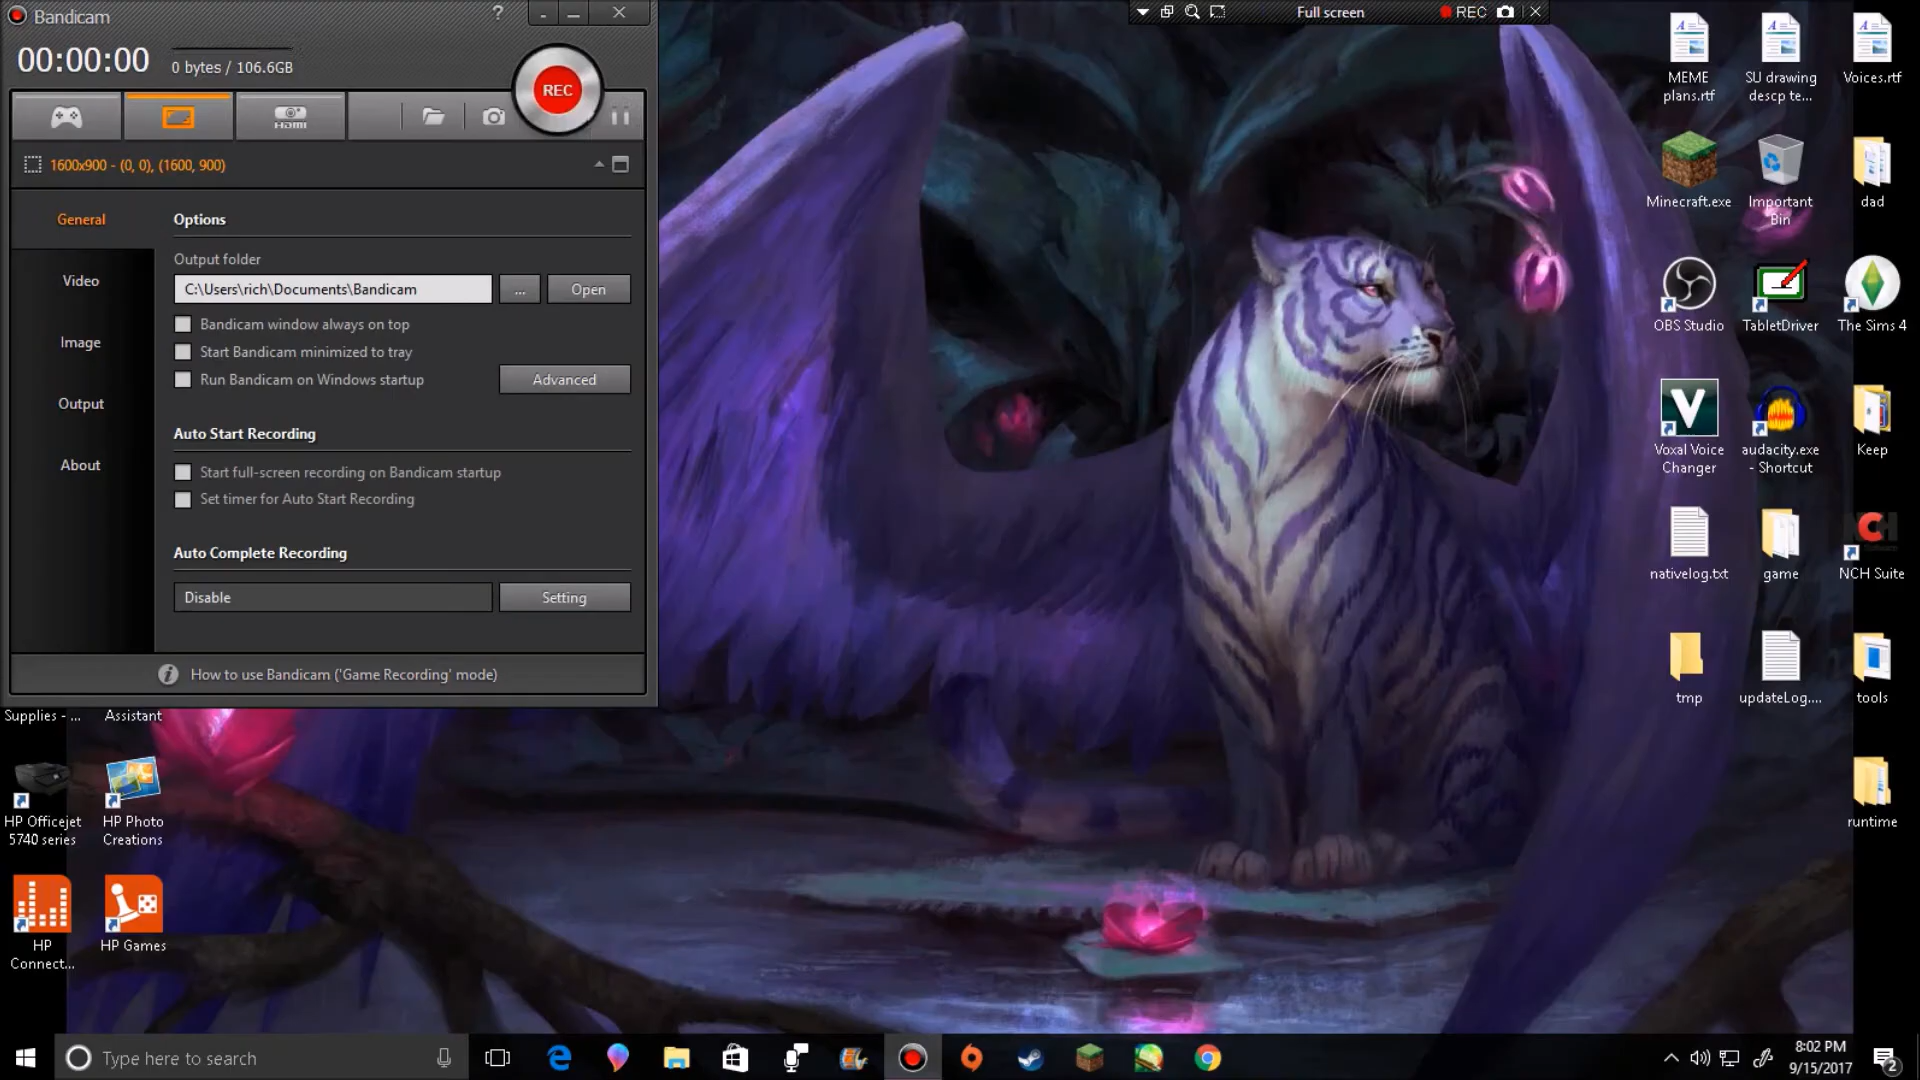 Bandicam
?
Full screen
REC
00:00:00
0 bytes / 106.6GB
REC
HDMI
1600x900 - (0, 0), (1600, 900)
General
Video
Image
Output
About
Options
Output folder
C:\Users\rich\Documents\Bandicam
...
Open
Bandicam window always on top
Start Bandicam minimized to tray
Run Bandicam on Windows startup
Advanced
Auto Start Recording
Start full-screen recording on Bandicam startup
Set timer for Auto Start Recording
Auto Complete Recording
Disable
Setting
How to use Bandicam ('Game Recording' mode)
Supplies - ...
Assistant
HP Officejet
5740 series
HP Photo
Creations
HP
Connect...
HP Games
MEME
plans.rtf
SU drawing
descp te...
Voices.rtf
Minecraft.exe
Important
Bin
dad
OBS Studio
TabletDriver
The Sims 4
Voxal Voice
Changer
audacity.exe
- Shortcut
Keep
nativelog.txt
game
NCH Suite
tmp
updateLog....
tools
runtime
Type here to search
8:02 PM
9/15/2017
2